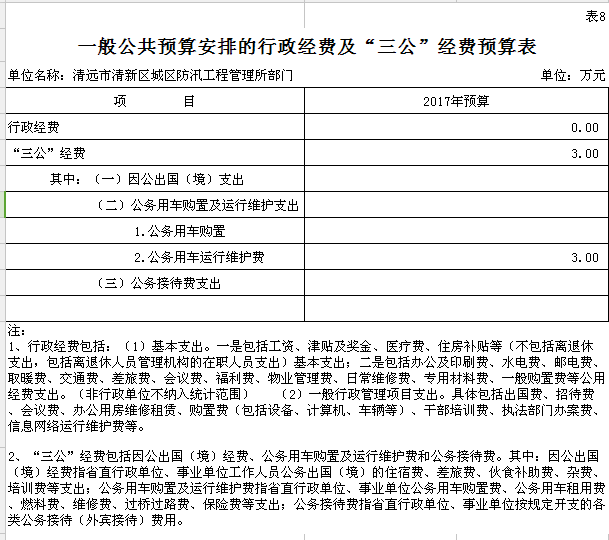 表8
一般公共预算安排的行政经费及“三公”经费预算表
单位名称：清远市清新区城区防汛工程管理所部门 单位：万元
项 目 2017年预算
行政经费 0.00
“三公”经费 3.00
其中：（一）因公出国（境）支出
（二）公务用车购置及运行维护支出
1.公务用车购置
2.公务用车运行维护费 3.00
（三）公务接待费支出
注：
1、行政经费包括：（1）基本支出。一是包括工资、津贴及奖金、医疗费、住房补贴等（不包括离退休
支出，包括离退休人员管理机构的在职人员支出）基本支出；二是包括办公及印刷费、水电费、邮电费、
取暖费、交通费、差旅费、会议费、福利费、物业管理费、日常维修费、专用材料费、一般购置费等公用
经费支出。（非行政单位不纳入统计范围） （2）一般行政管理项目支出。具体包括出国费、招待费
、会议费、办公用房维修租赁、购置费（包括设备、计算机、车辆等）、干部培训费、执法部门办案费、
信息网络运行维护费等。
2、“三公”经费包括因公出国（境）经费、公务用车购置及运行维护费和公务接待费。其中：因公出国
（境）经费指省直行政单位、事业单位工作人员公务出国（境）的住宿费、差旅费、伙食补助费、杂费、
培训费等支出；公务用车购置及运行维护费指省直行政单位、事业单位公务用车购置费、公务用车租用费
、燃料费、维修费、过桥过路费、保险费等支出；公务接待费指省直行政单位、事业单位按规定开支的各
类公务接待（外宾接待）费用。